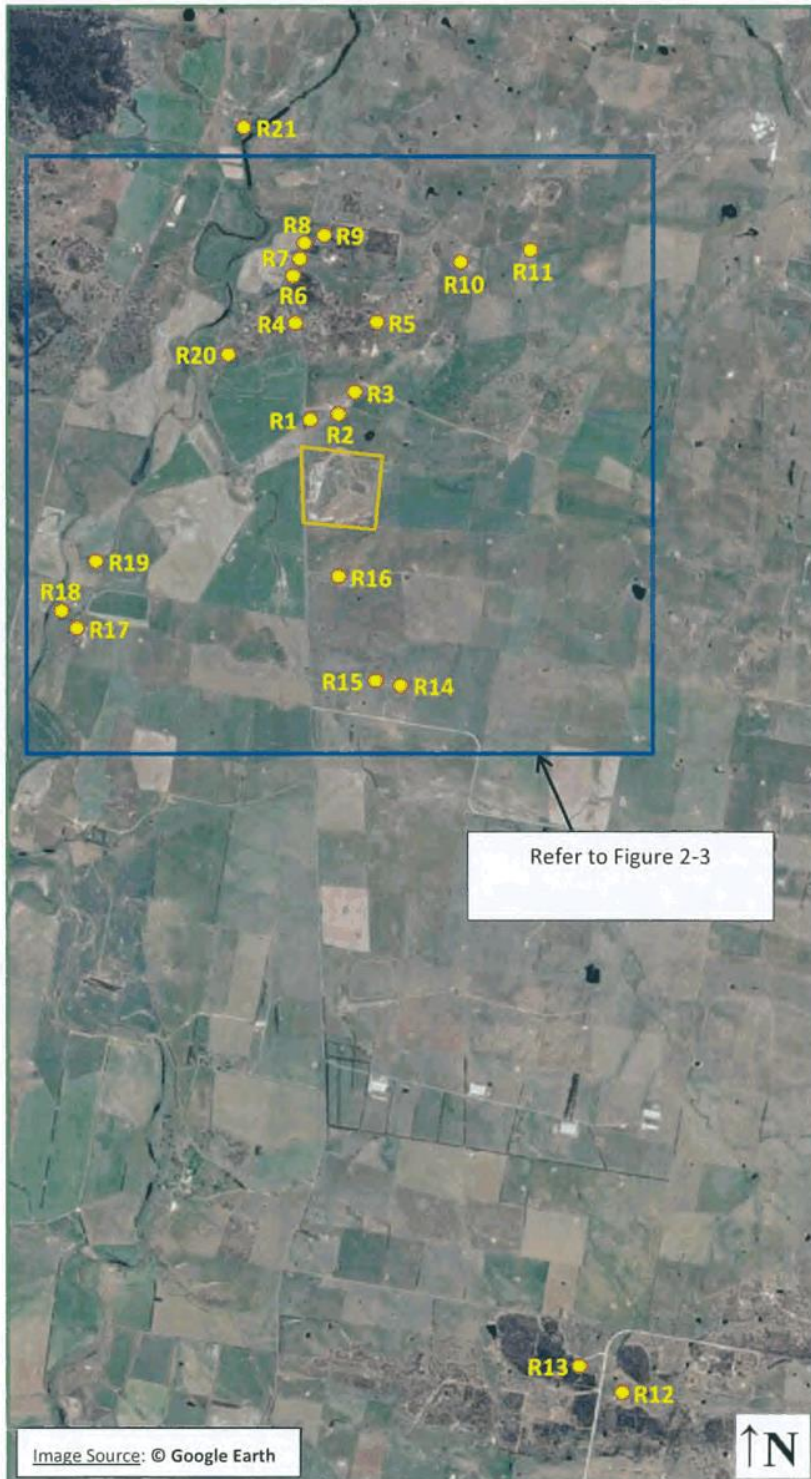 R21
R8
R9
R7
R6
R10
R11
R4
R5
R20
R3
R1
R2
R19
R16
R18
R17
R15
R14
Refer to Figure 2-3
R13
R12
Image Source: © Google Earth
↑N